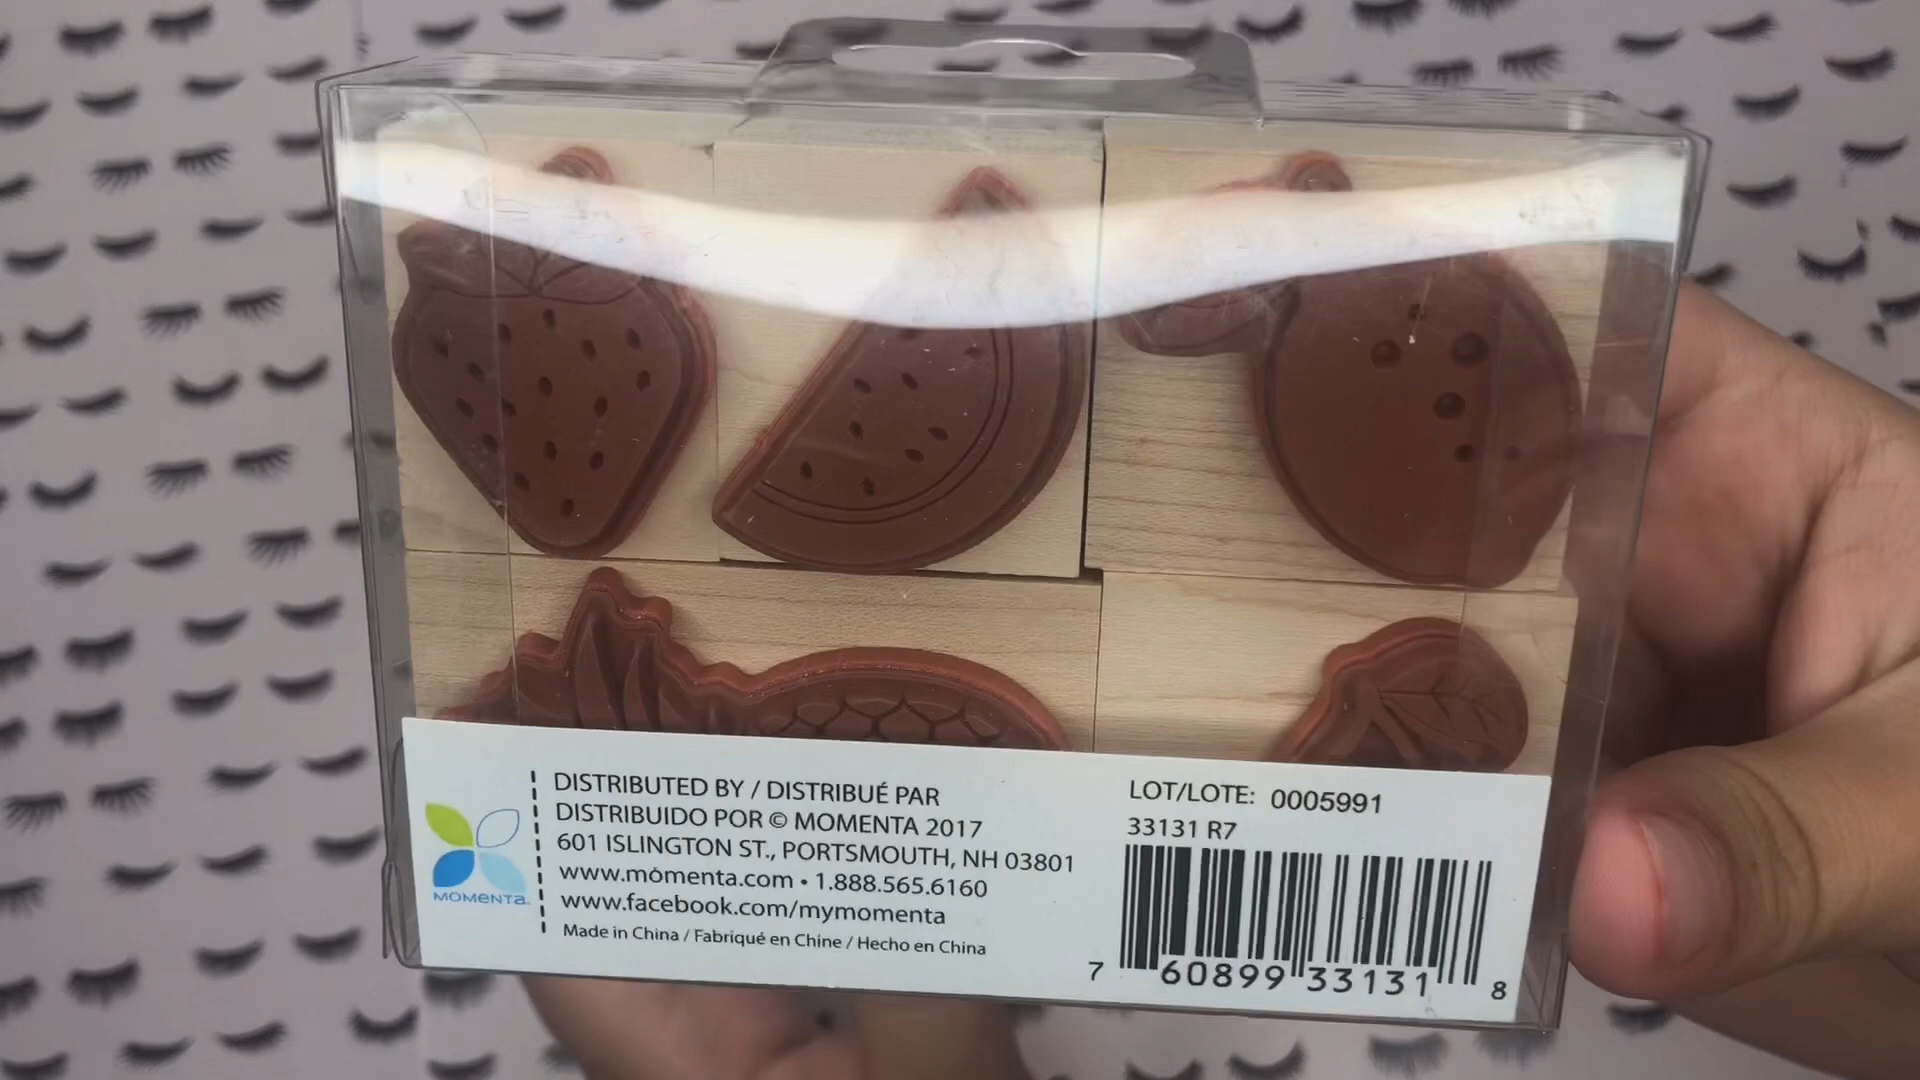 DISTRIBUTED BY / DISTRIBUÉ PAR
DISTRIBUIDO POR © MOMENTA 2017
601 ISLINGTON ST., PORTSMOUTH, NH 03801
www.momenta.com • 1.888.565.6160
www.facebook.com/mymomenta
Made in China / Fabriqué en Chine / Hecho en China
MOMENTa
LOT/LOTE: 0005991
33131 R7
7 60899 33131 8